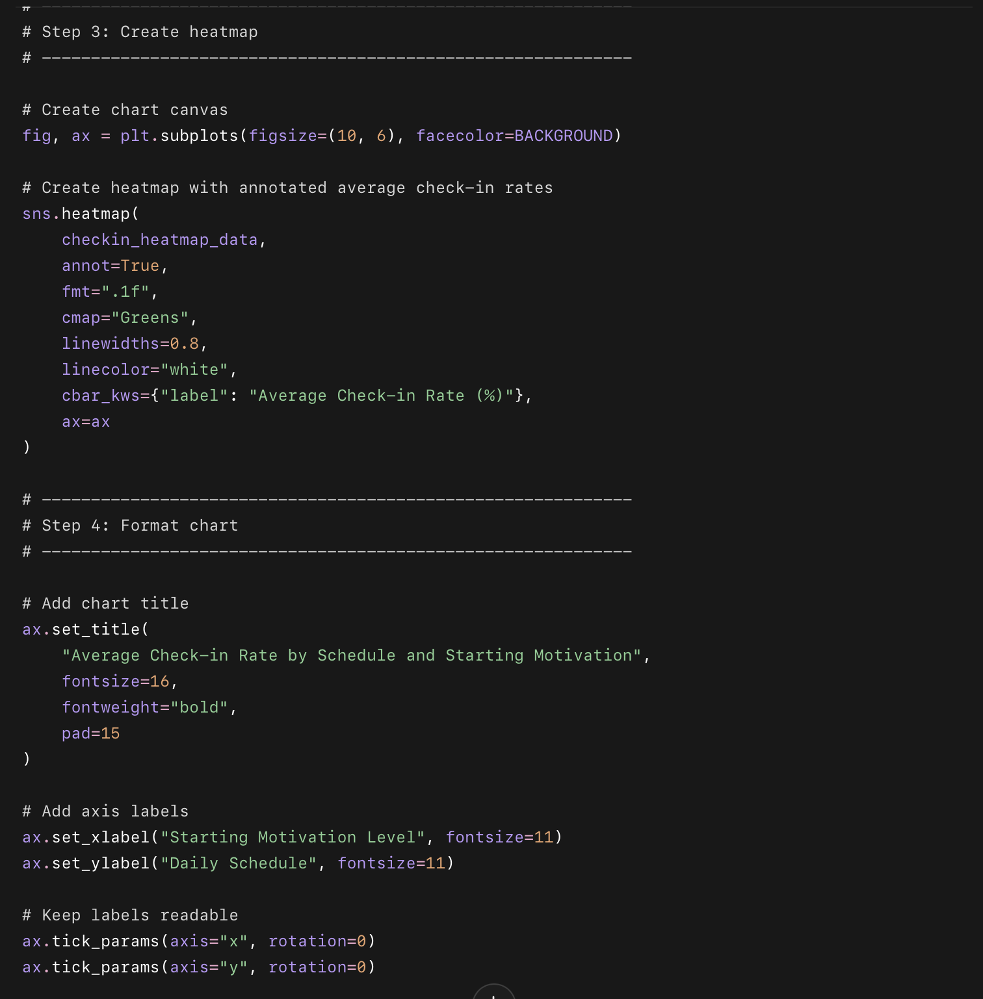 # ------------------------------------------------------------
# Step 3: Create heatmap
# ------------------------------------------------------------

# Create chart canvas
fig, ax = plt.subplots(figsize=(10, 6), facecolor=BACKGROUND)

# Create heatmap with annotated average check-in rates
sns.heatmap(
    checkin_heatmap_data,
    annot=True,
    fmt=".1f",
    cmap="Greens",
    linewidths=0.8,
    linecolor="white",
    cbar_kws={"label": "Average Check-in Rate (%)"},
    ax=ax
)

# ------------------------------------------------------------
# Step 4: Format chart
# ------------------------------------------------------------

# Add chart title
ax.set_title(
    "Average Check-in Rate by Schedule and Starting Motivation",
    fontsize=16,
    fontweight="bold",
    pad=15
)

# Add axis labels
ax.set_xlabel("Starting Motivation Level", fontsize=11)
ax.set_ylabel("Daily Schedule", fontsize=11)

# Keep labels readable
ax.tick_params(axis="x", rotation=0)
ax.tick_params(axis="y", rotation=0)